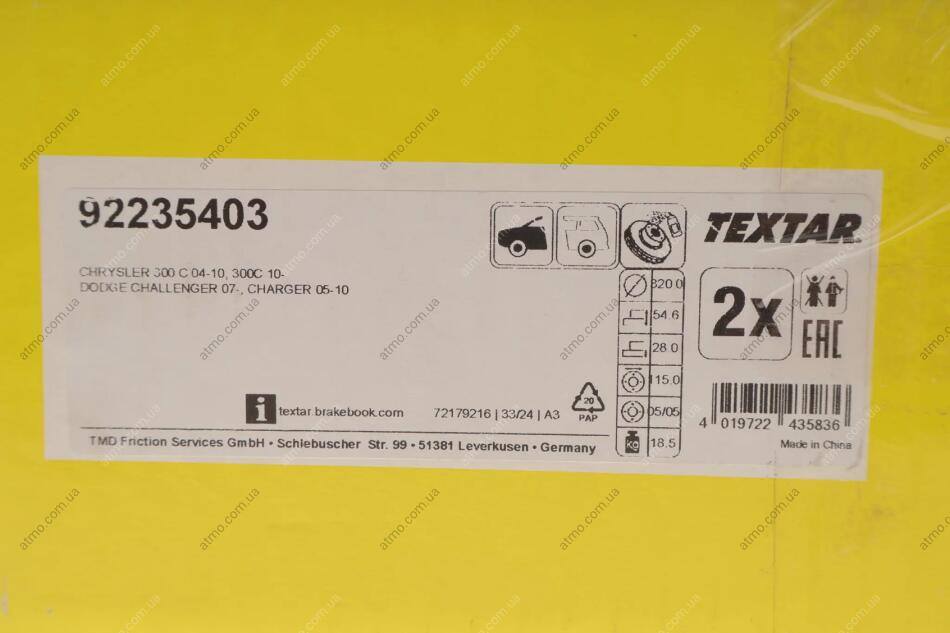 92235403
CHRYSLER 300 C 04-10, 300C 10-
DODGE CHALLENGER 07-, CHARGER 05-10
TEXTAR
320.0
54.6
28.0
115.0
05/05
KG 18.5
2x
EAC
i textar.brakebook.com
72179216 | 33/24 | A3
20
PAP
TMD Friction Services GmbH • Schlebuscher Str. 99 • 51381 Leverkusen • Germany
4 019722 435836
Made in China
atmo.com.ua